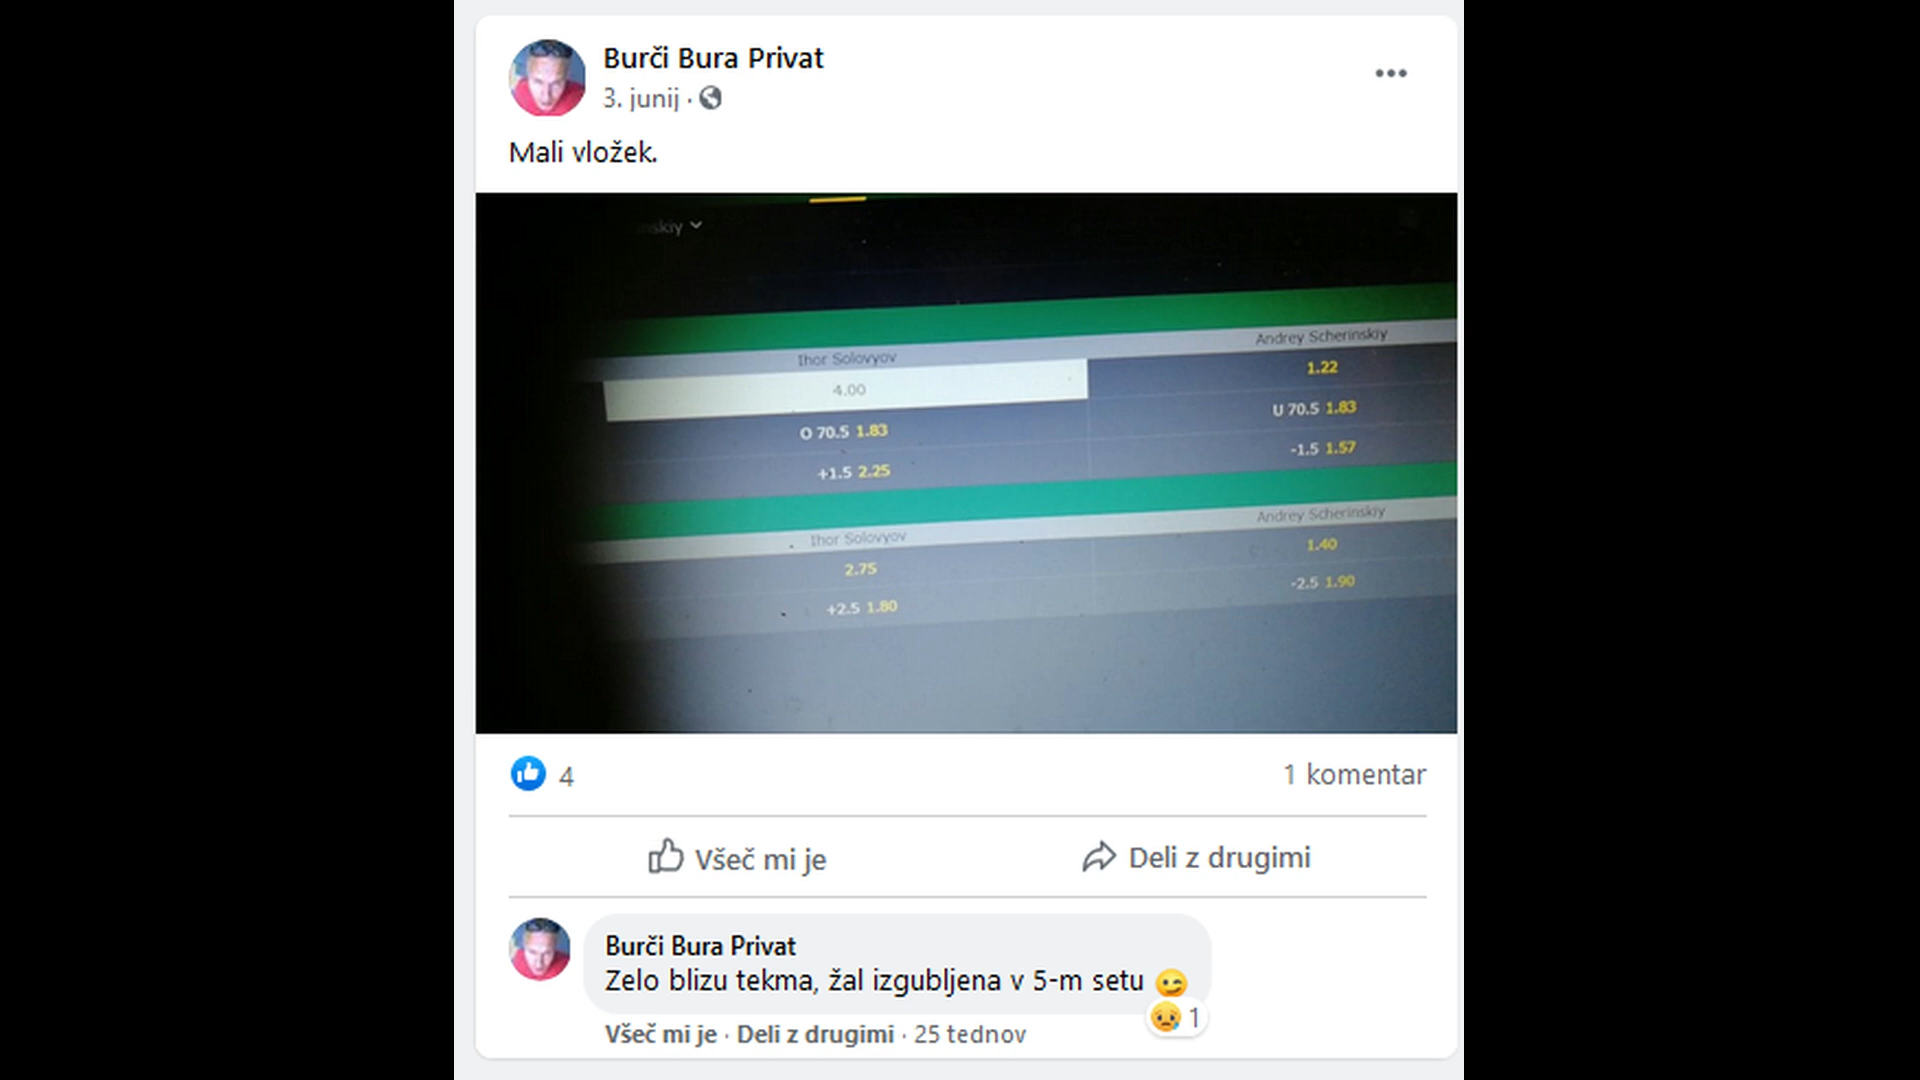 Burči Bura Privat
3. junij ·
Mali vložek.
nskiy
Ihor Solovyov Andrey Scherinskiy
4.00 1.22
O 70.5 1.83 U 70.5 1.83
+1.5 2.25 -1.5 1.57
Ihor Solovyov Andrey Scherinskiy
2.75 1.40
+2.5 1.80 -2.5 1.90
4 1 komentar
Všeč mi je Deli z drugimi
Burči Bura Privat
Zelo blizu tekma, žal izgubljena v 5-m setu
1
Všeč mi je · Deli z drugimi · 25 tednov